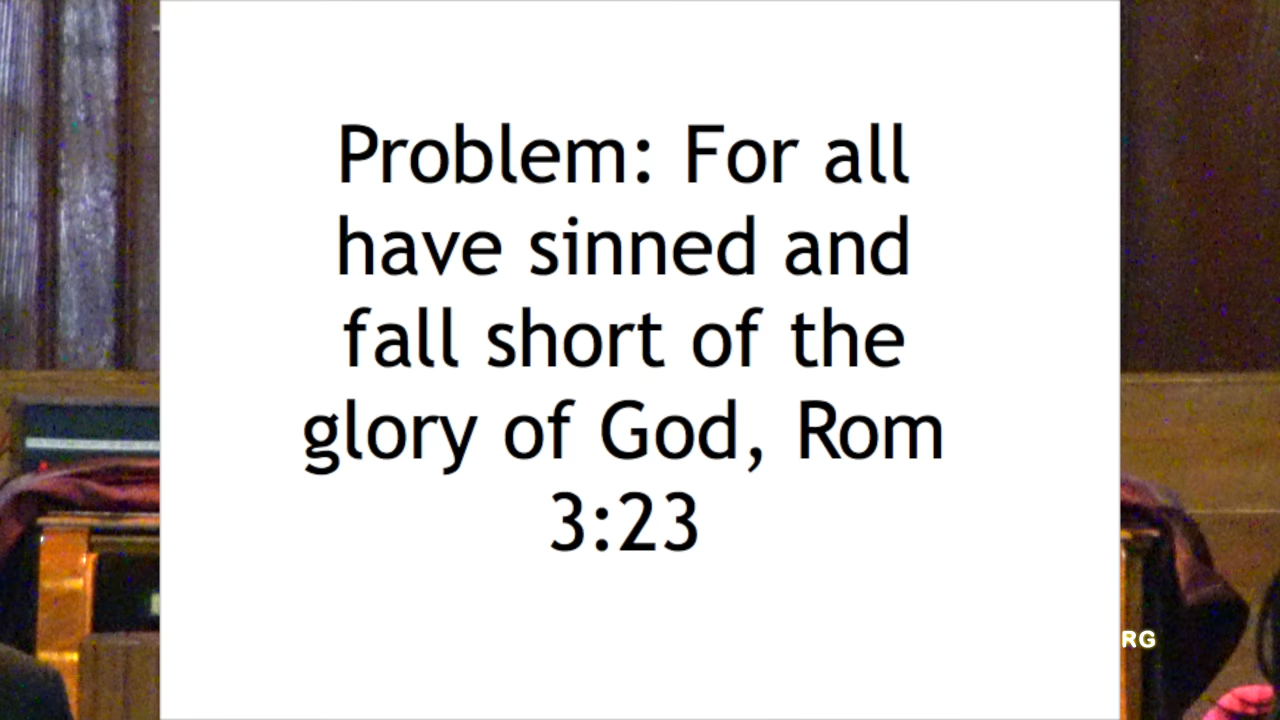 Problem: For all
have sinned and
fall short of the
glory of God, Rom
3:23
RG